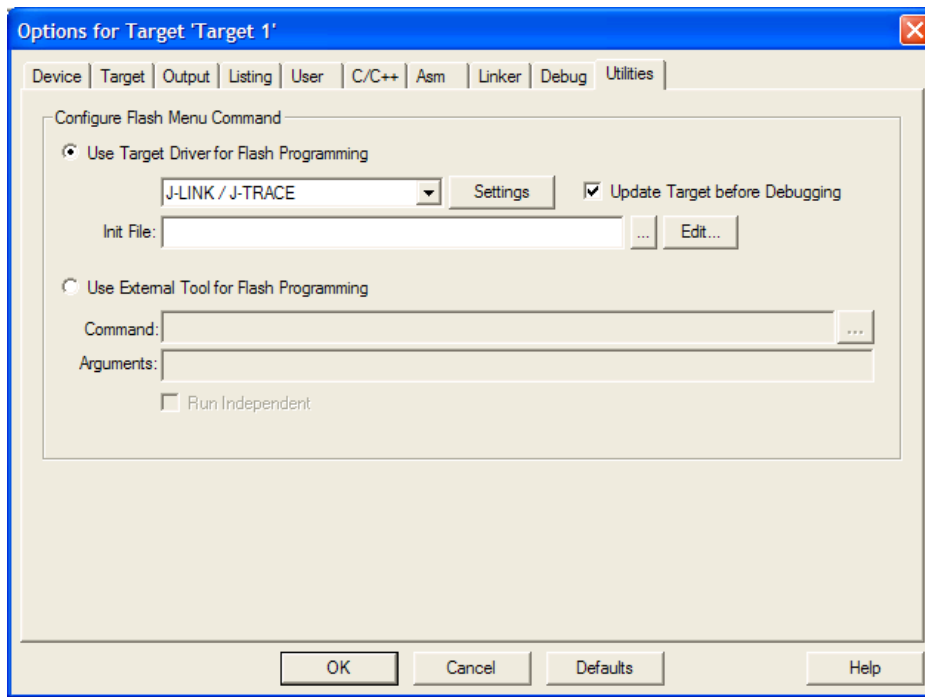 Options for Target 'Target 1'
Device Target Output Listing User C/C++ Asm Linker Debug Utilities
Configure Flash Menu Command
Use Target Driver for Flash Programming
J-LINK / J-TRACE Settings Update Target before Debugging
Init File: ... Edit...
Use External Tool for Flash Programming
Command: ...
Arguments:
Run Independent
OK Cancel Defaults Help